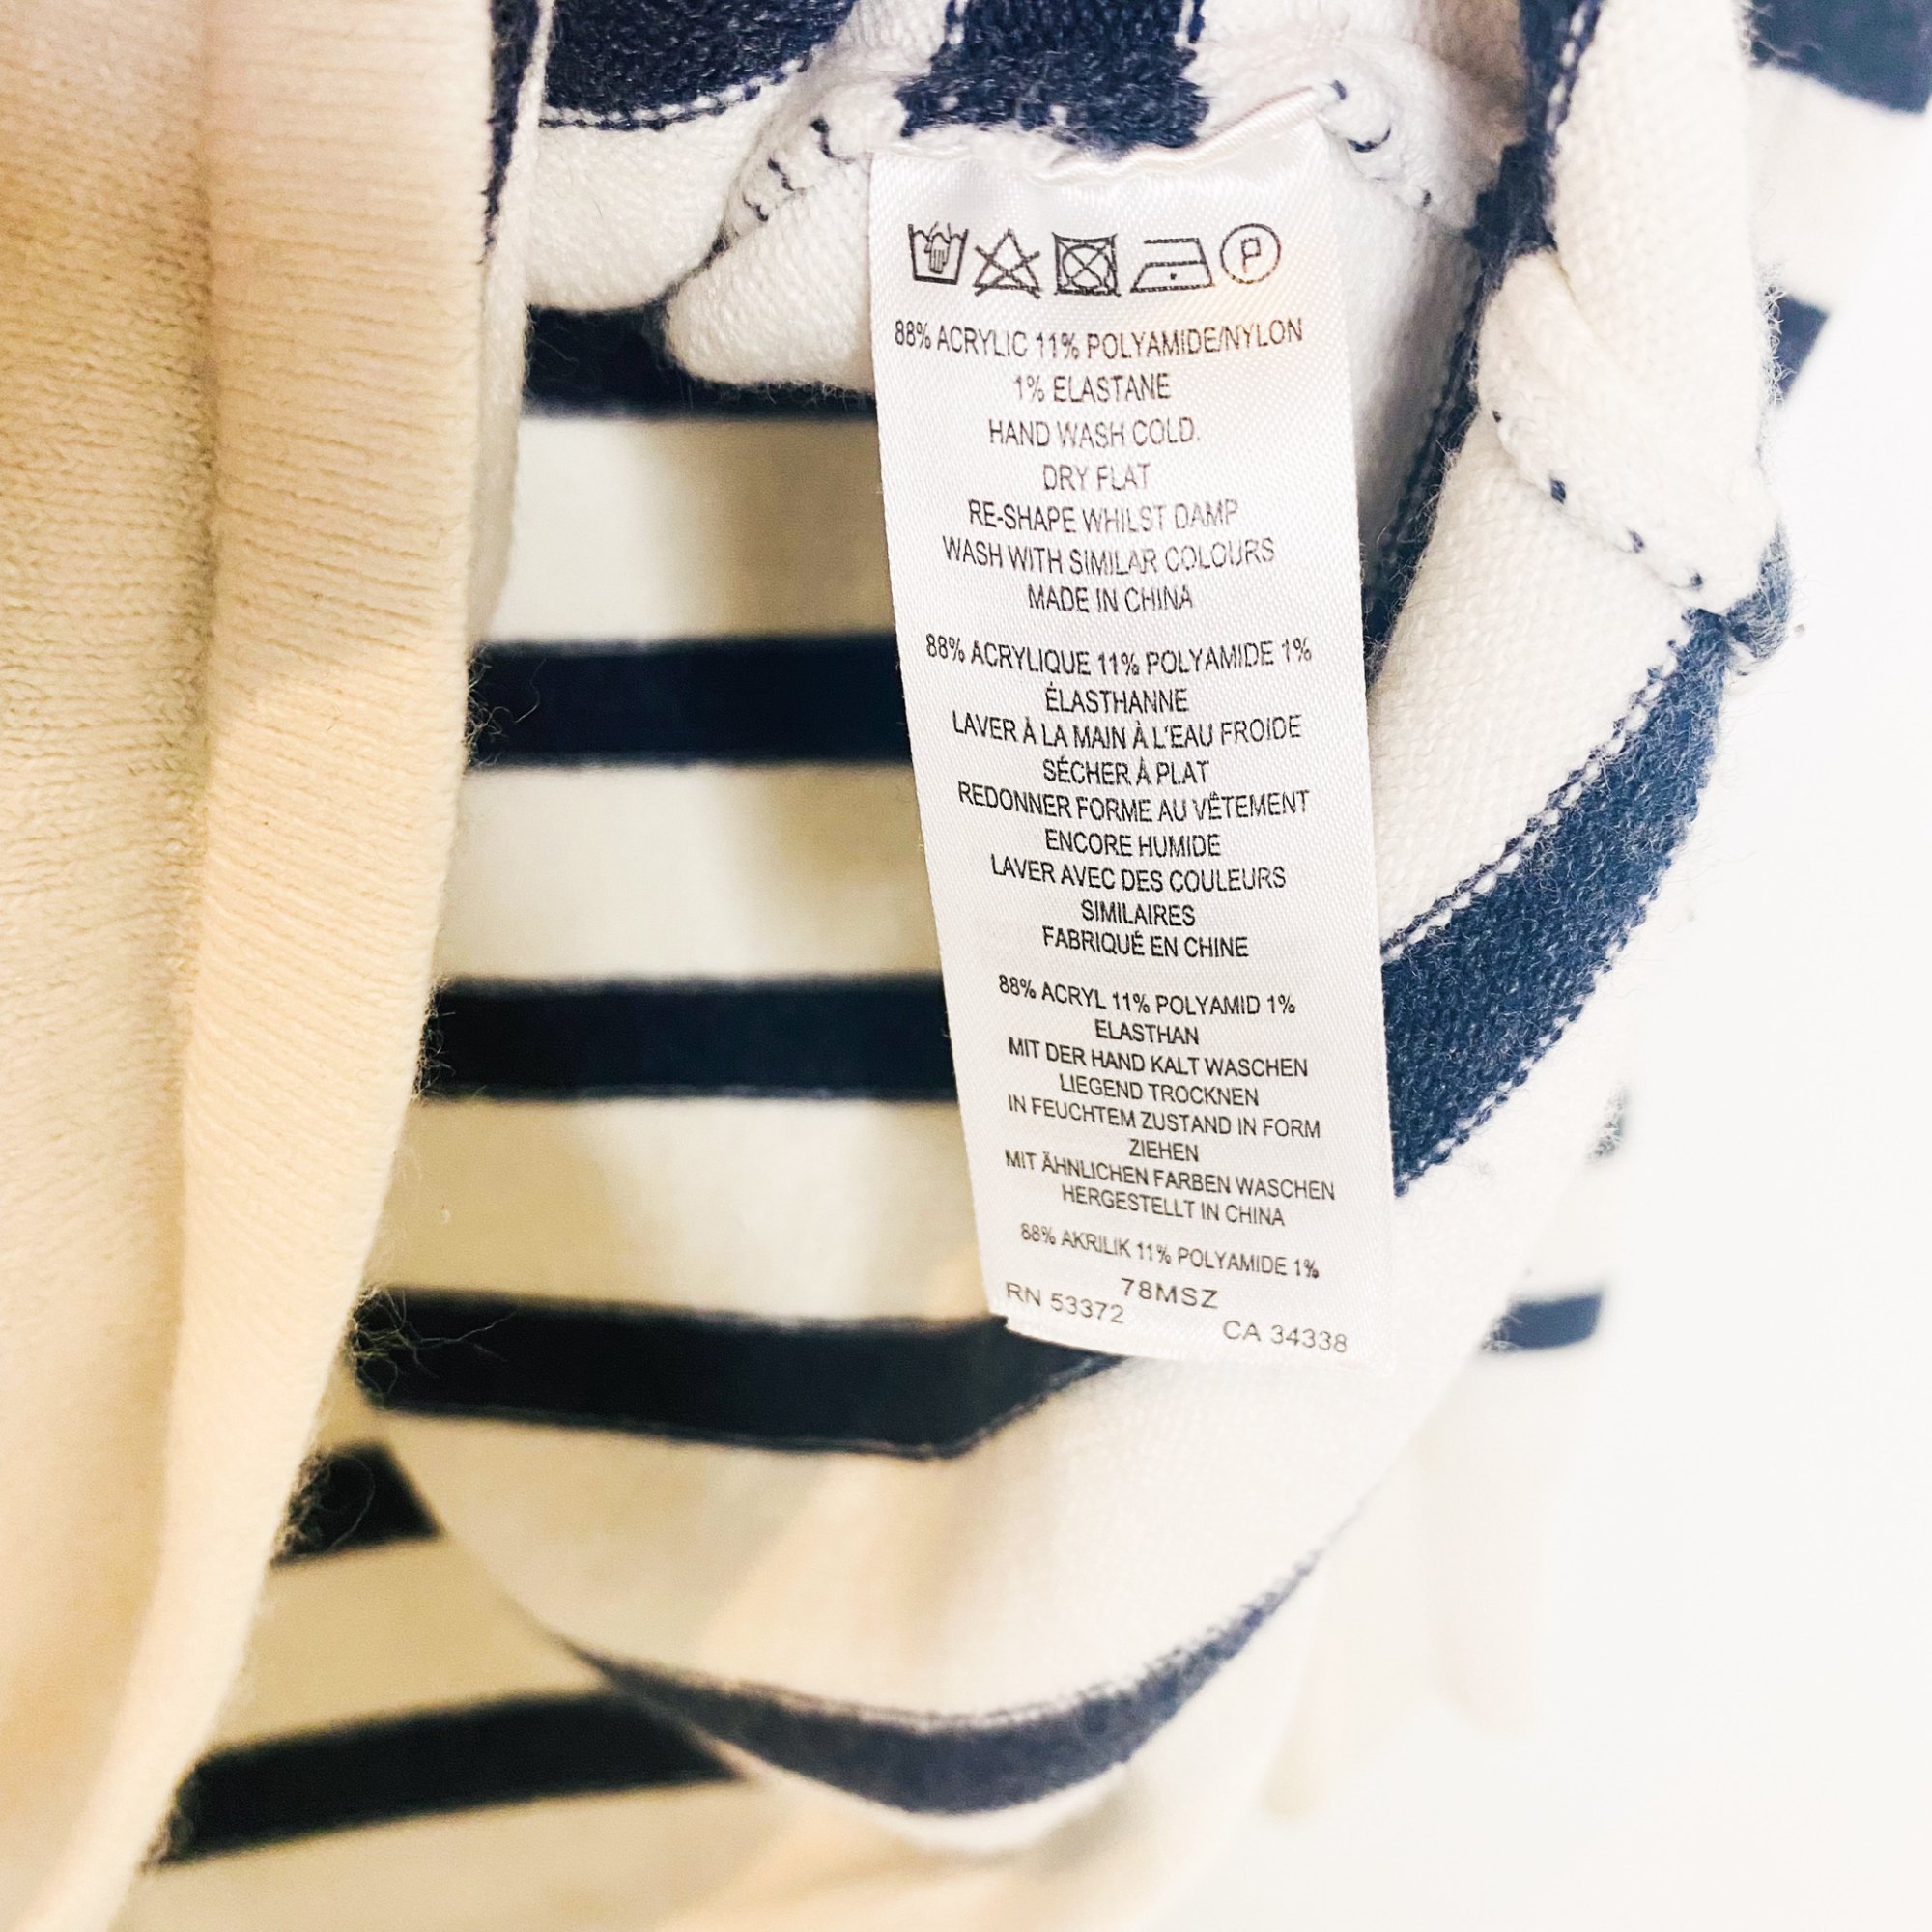 P
88% ACRYLIC 11% POLYAMIDE/NYLON
1% ELASTANE
HAND WASH COLD.
DRY FLAT
RE-SHAPE WHILST DAMP
WASH WITH SIMILAR COLOURS
MADE IN CHINA
88% ACRYLIQUE 11% POLYAMIDE 1%
ÉLASTHANNE
LAVER À LA MAIN À L'EAU FROIDE
SÉCHER À PLAT
REDONNER FORME AU VÊTEMENT
ENCORE HUMIDE
LAVER AVEC DES COULEURS
SIMILAIRES
FABRIQUÉ EN CHINE
88% ACRYL 11% POLYAMID 1%
ELASTHAN
MIT DER HAND KALT WASCHEN
LIEGEND TROCKNEN
IN FEUCHTEM ZUSTAND IN FORM
ZIEHEN
MIT ÄHNLICHEN FARBEN WASCHEN
HERGESTELLT IN CHINA
88% AKRILIK 11% POLYAMIDE 1%
78MSZ
RN 53372 CA 34338